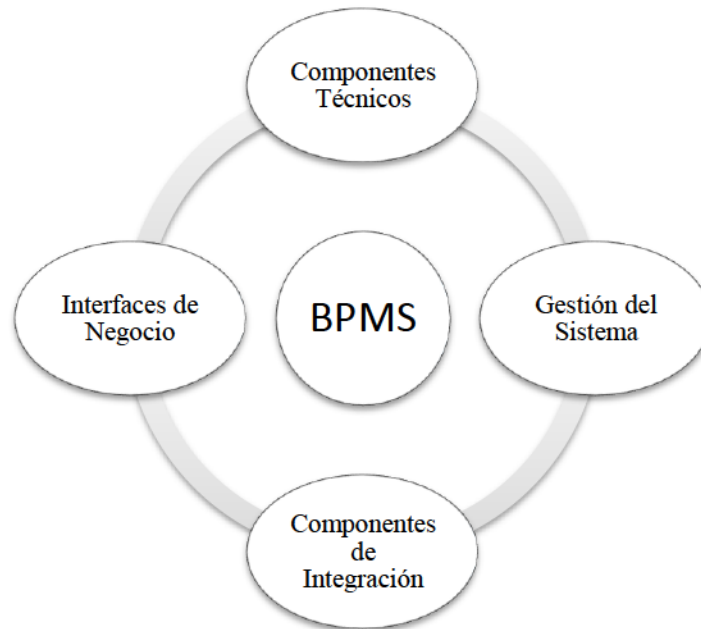 Componentes
Técnicos
Interfaces de
Negocio
BPMS
Gestión del
Sistema
Componentes
de
Integración